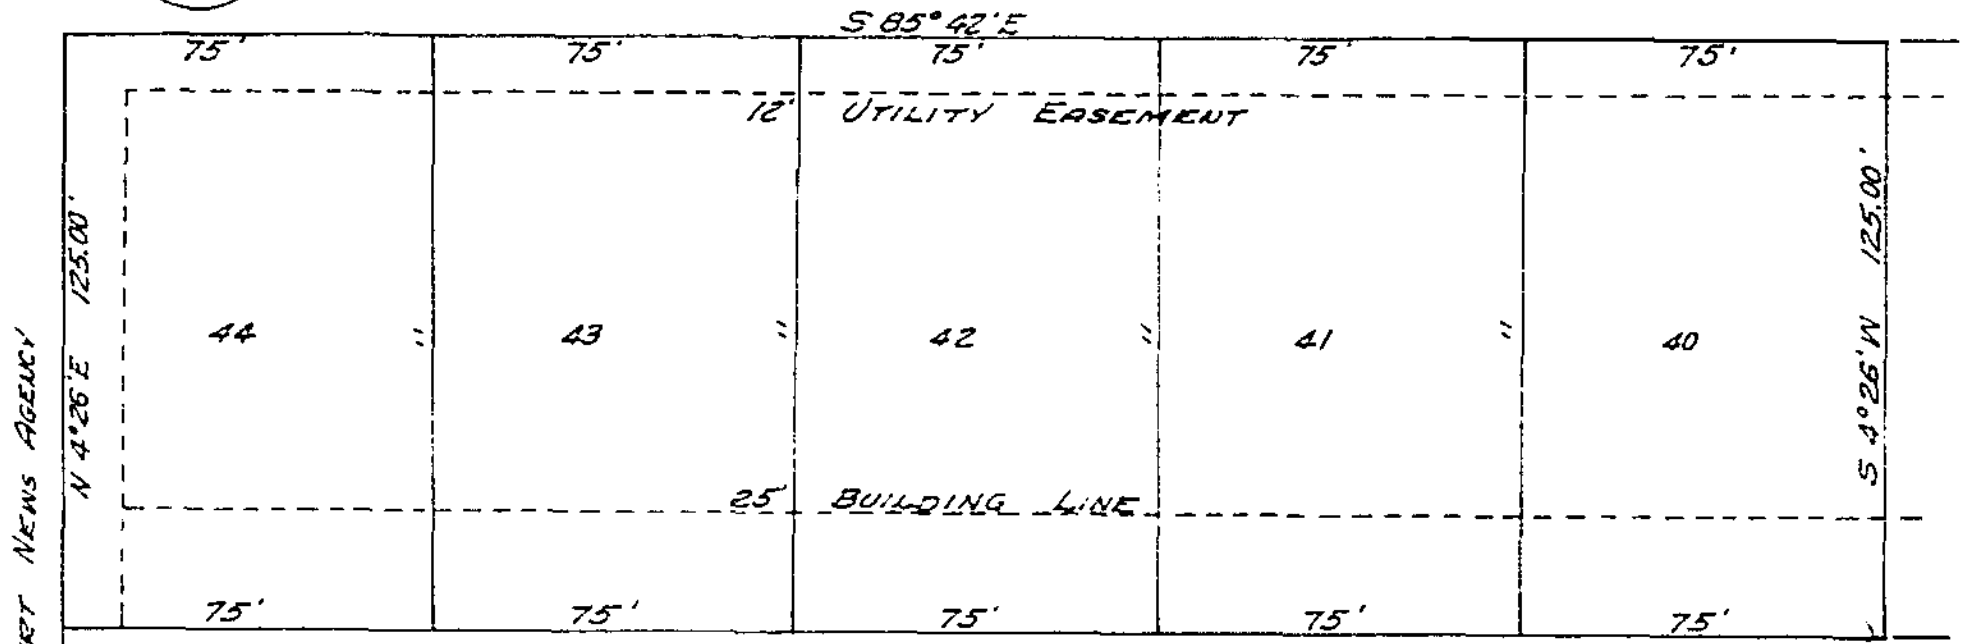 S 85° 42' E
75' 75' 75' 75' 75'
12' UTILITY EASEMENT
N 4° 26' E 125.00'
S 4° 26' W 125.00'
44 " 43 " 42 " 41 " 40
NEWS AGENCY
25' BUILDING LINE
75' 75' 75' 75' 75'